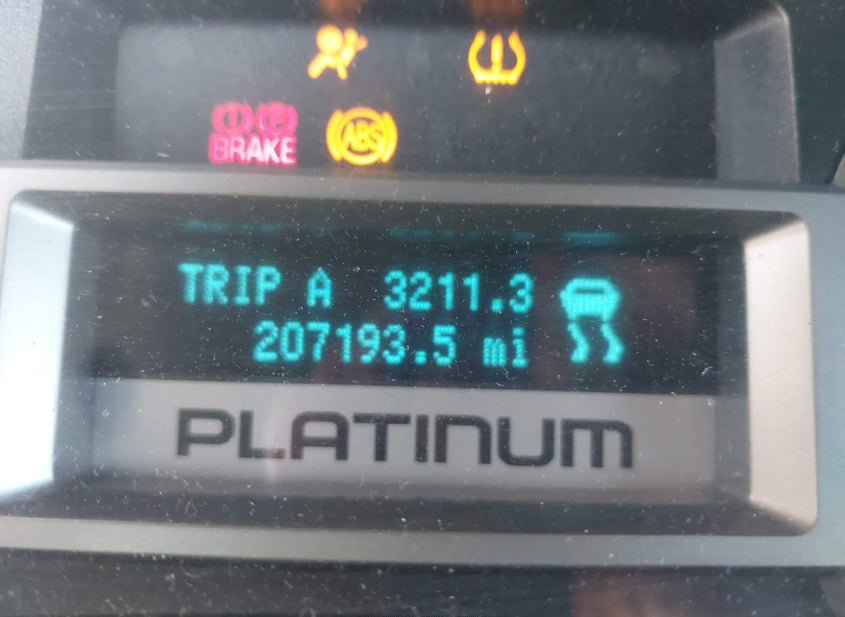 (!) (P)
BRAKE
ABS
TRIP A 3211.3
207193.5 mi
PLATINUM